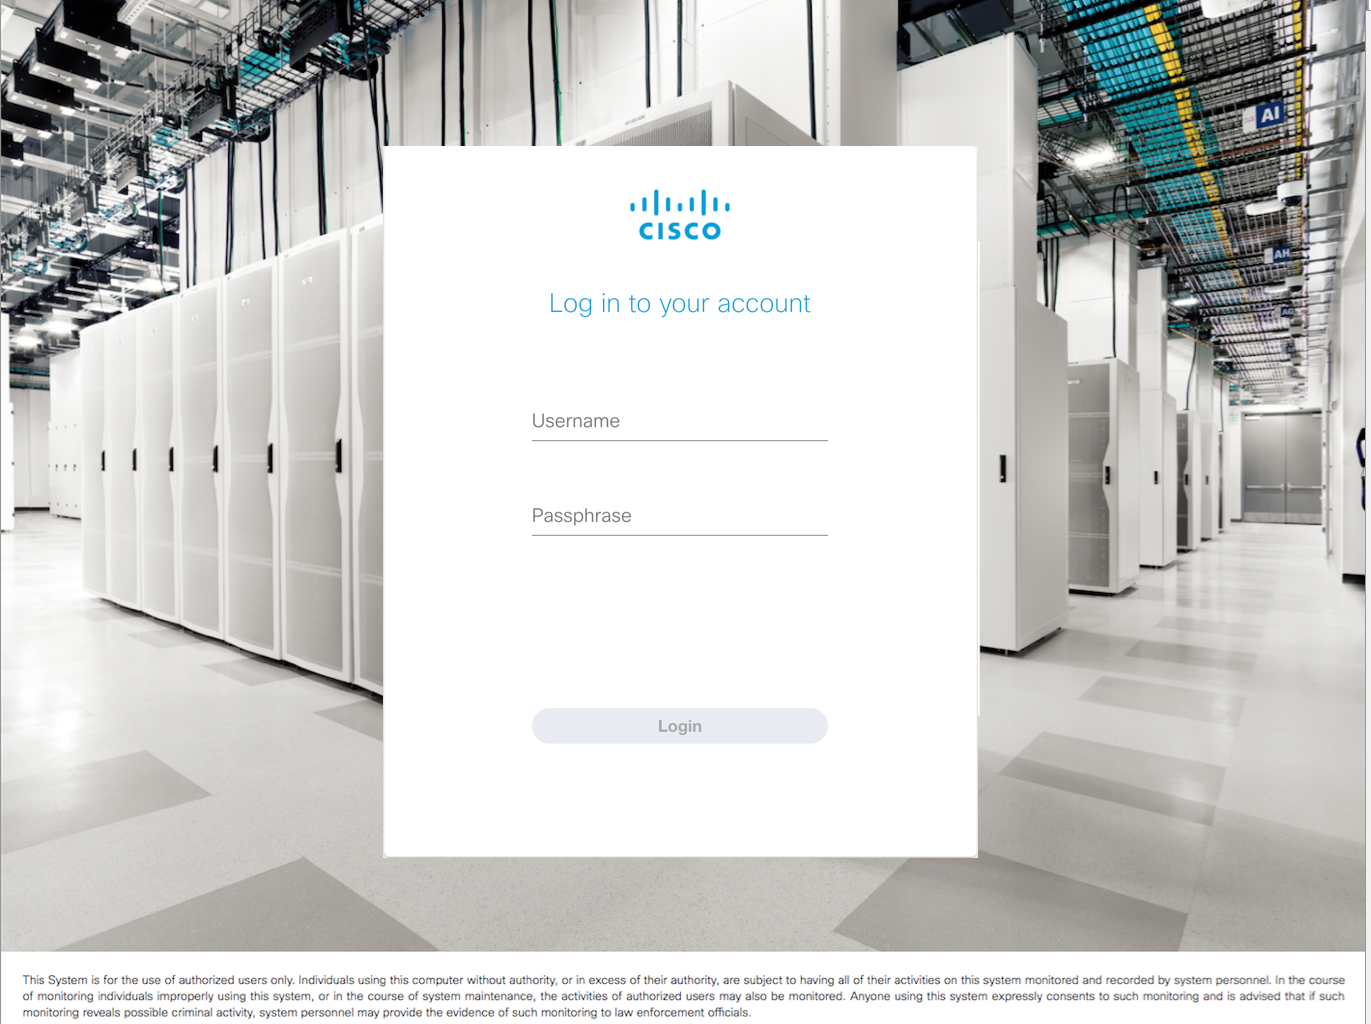 AI
AH
CISCO
Log in to your account
Username
Passphrase
Login
This System is for the use of authorized users only. Individuals using this computer without authority, or in excess of their authority, are subject to having all of their activities on this system monitored and recorded by system personnel. In the course
of monitoring individuals improperly using this system, or in the course of system maintenance, the activities of authorized users may also be monitored. Anyone using this system expressly consents to such monitoring and is advised that if such
monitoring reveals possible criminal activity, system personnel may provide the evidence of such monitoring to law enforcement officials.